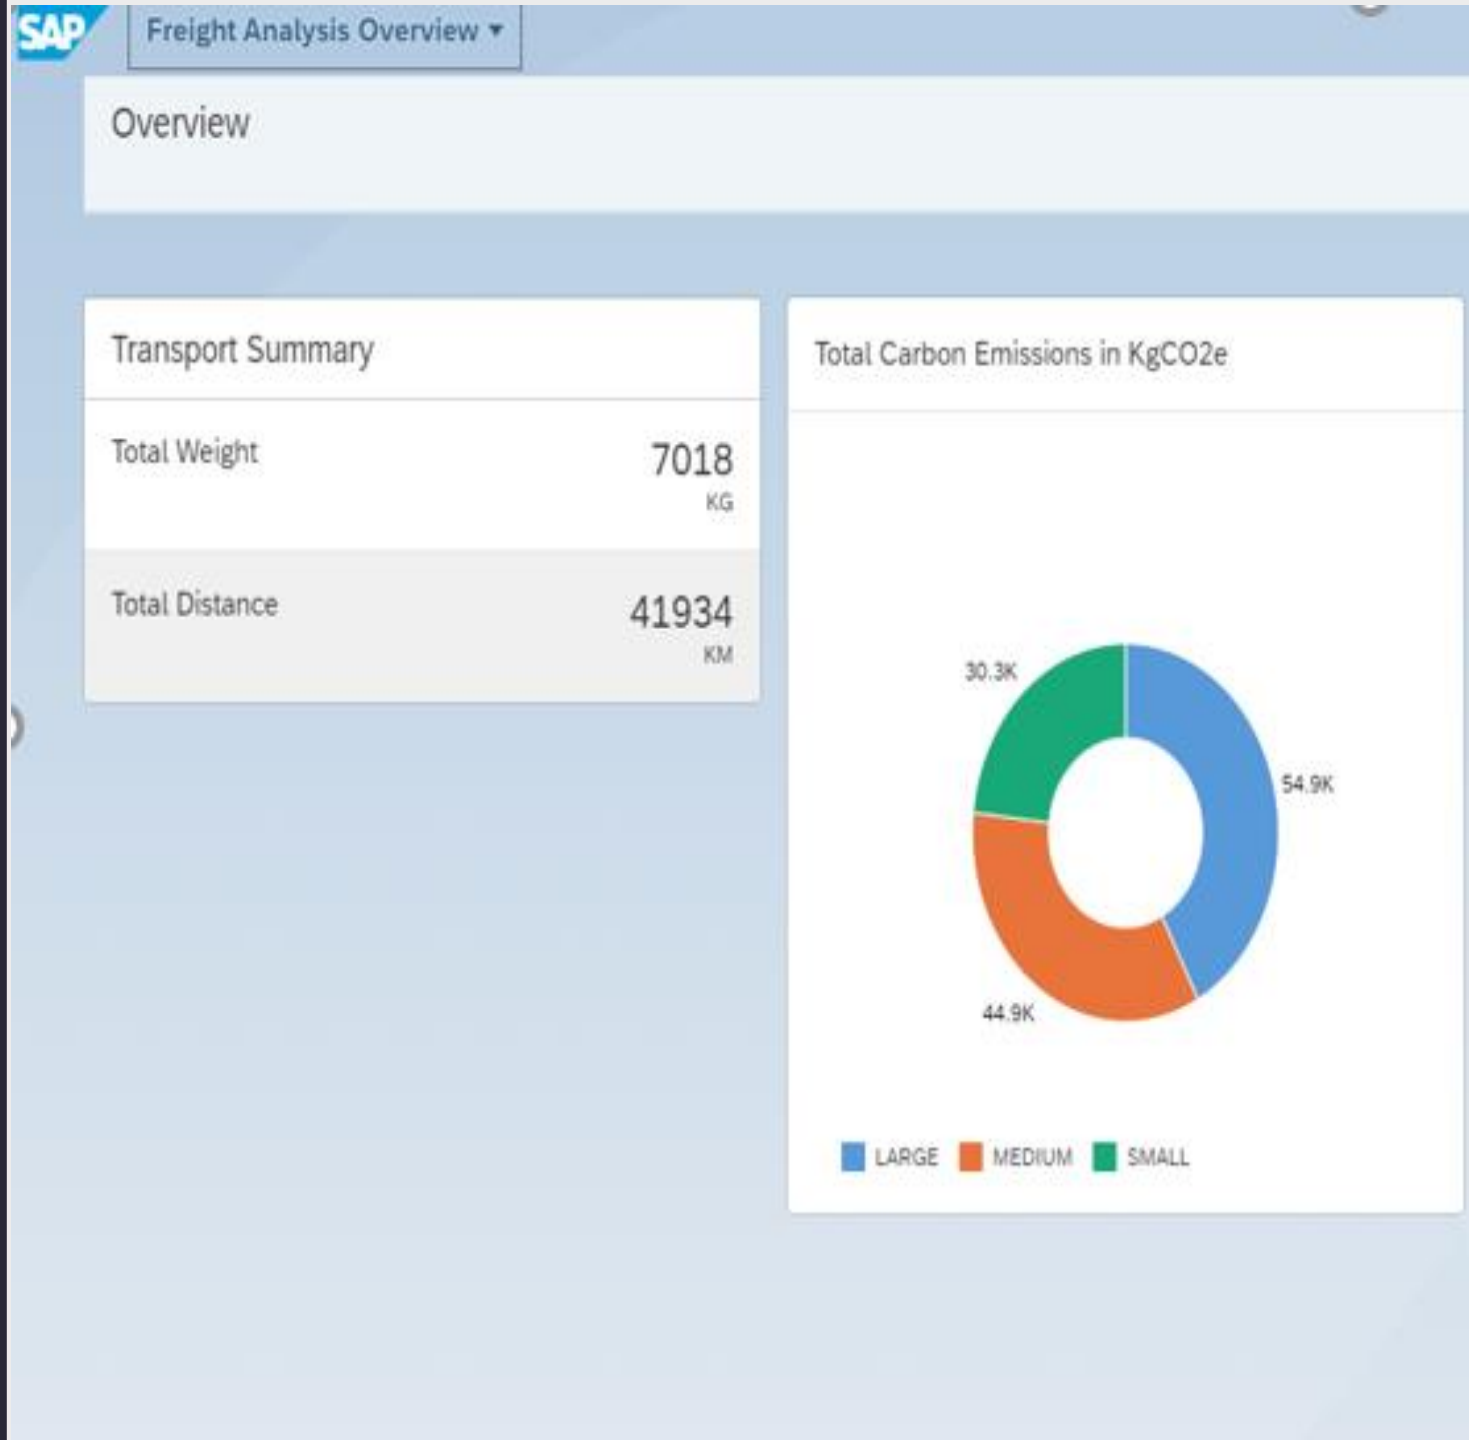 SAP
Freight Analysis Overview
Overview
Transport Summary
Total Weight
7018
KG
Total Distance
41934
KM
Total Carbon Emissions in KgCO2e
30.3K
54.9K
44.9K
LARGE MEDIUM SMALL